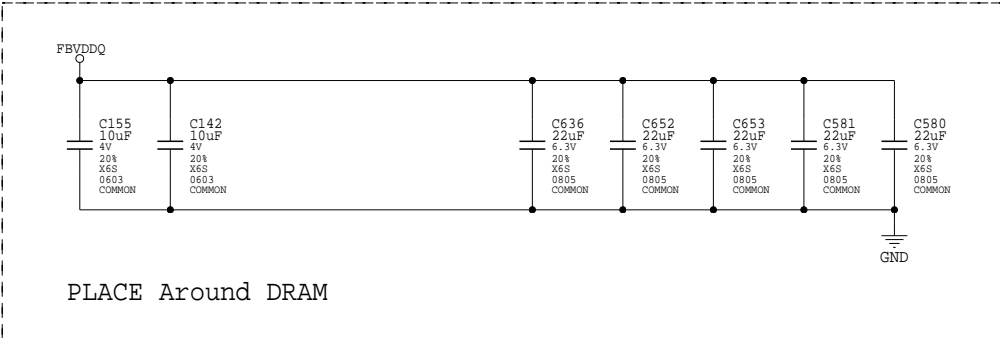 FBVDDQ
C155
10uF
4V
20%
X6S
0603
COMMON
C142
10uF
4V
20%
X6S
0603
COMMON
C636
22uF
6.3V
20%
X6S
0805
COMMON
C652
22uF
6.3V
20%
X6S
0805
COMMON
C653
22uF
6.3V
20%
X6S
0805
COMMON
C581
22uF
6.3V
20%
X6S
0805
COMMON
C580
22uF
6.3V
20%
X6S
0805
COMMON
GND
PLACE Around DRAM